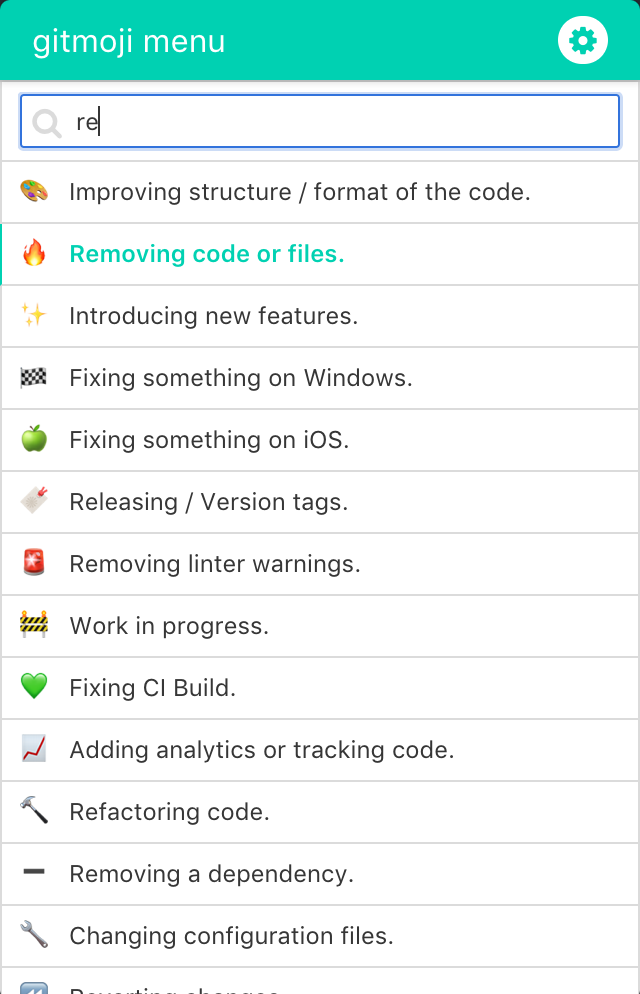 gitmoji menu
re
Improving structure / format of the code.
Removing code or files.
Introducing new features.
Fixing something on Windows.
Fixing something on iOS.
Releasing / Version tags.
Removing linter warnings.
Work in progress.
Fixing CI Build.
Adding analytics or tracking code.
Refactoring code.
Removing a dependency.
Changing configuration files.
Reverting changes.